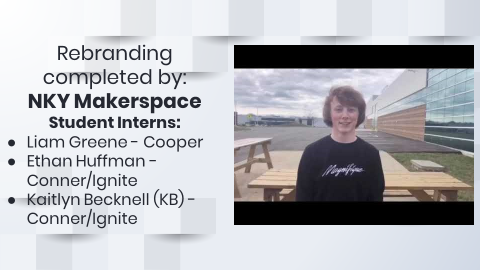 Rebranding
completed by:
NKY Makerspace
Student Interns:
● Liam Greene - Cooper
● Ethan Huffman -
Conner/Ignite
● Kaitlyn Becknell (KB) -
Conner/Ignite
Magnifique